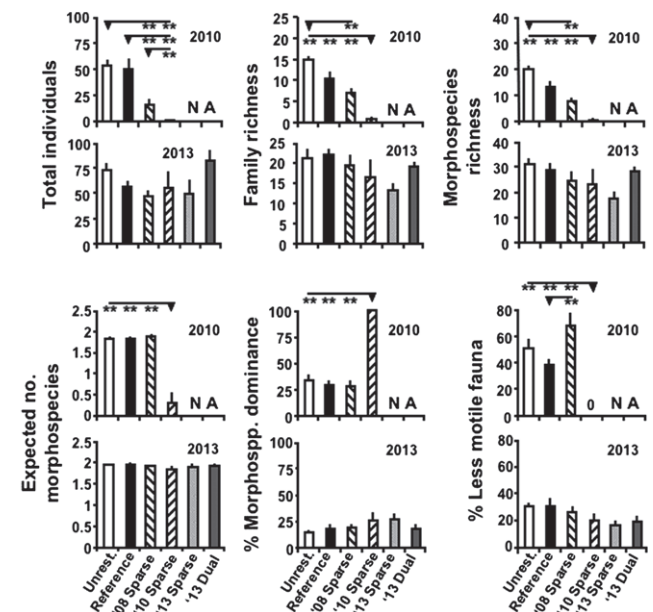 Total individuals
100
75
50
25
0
** **
** **
**
2010
N A
100
75
50
25
0
2013
Family richness
25
20
15
10
5
0
**
** ** **
2010
N A
25
20
15
10
5
0
2013
Morphospecies
richness
40
30
20
10
0
**
** ** **
2010
N A
40
30
20
10
0
2013
Expected no.
morphospecies
2.5
2
1.5
1
0.5
0
** ** **
2010
N A
2.5
2
1.5
1
0.5
0
2013
Unrest.
Reference
'08 Sparse
'10 Sparse
'13 Sparse
'13 Dual
% Morphospp. dominance
100
75
50
25
0
** ** **
2010
N A
100
75
50
25
0
2013
Unrest.
Reference
'08 Sparse
'10 Sparse
'13 Sparse
'13 Dual
% Less motile fauna
80
60
40
20
0
** ** **
**
2010
0
N A
80
60
40
20
0
2013
Unrest.
Reference
'08 Sparse
'10 Sparse
'13 Sparse
'13 Dual